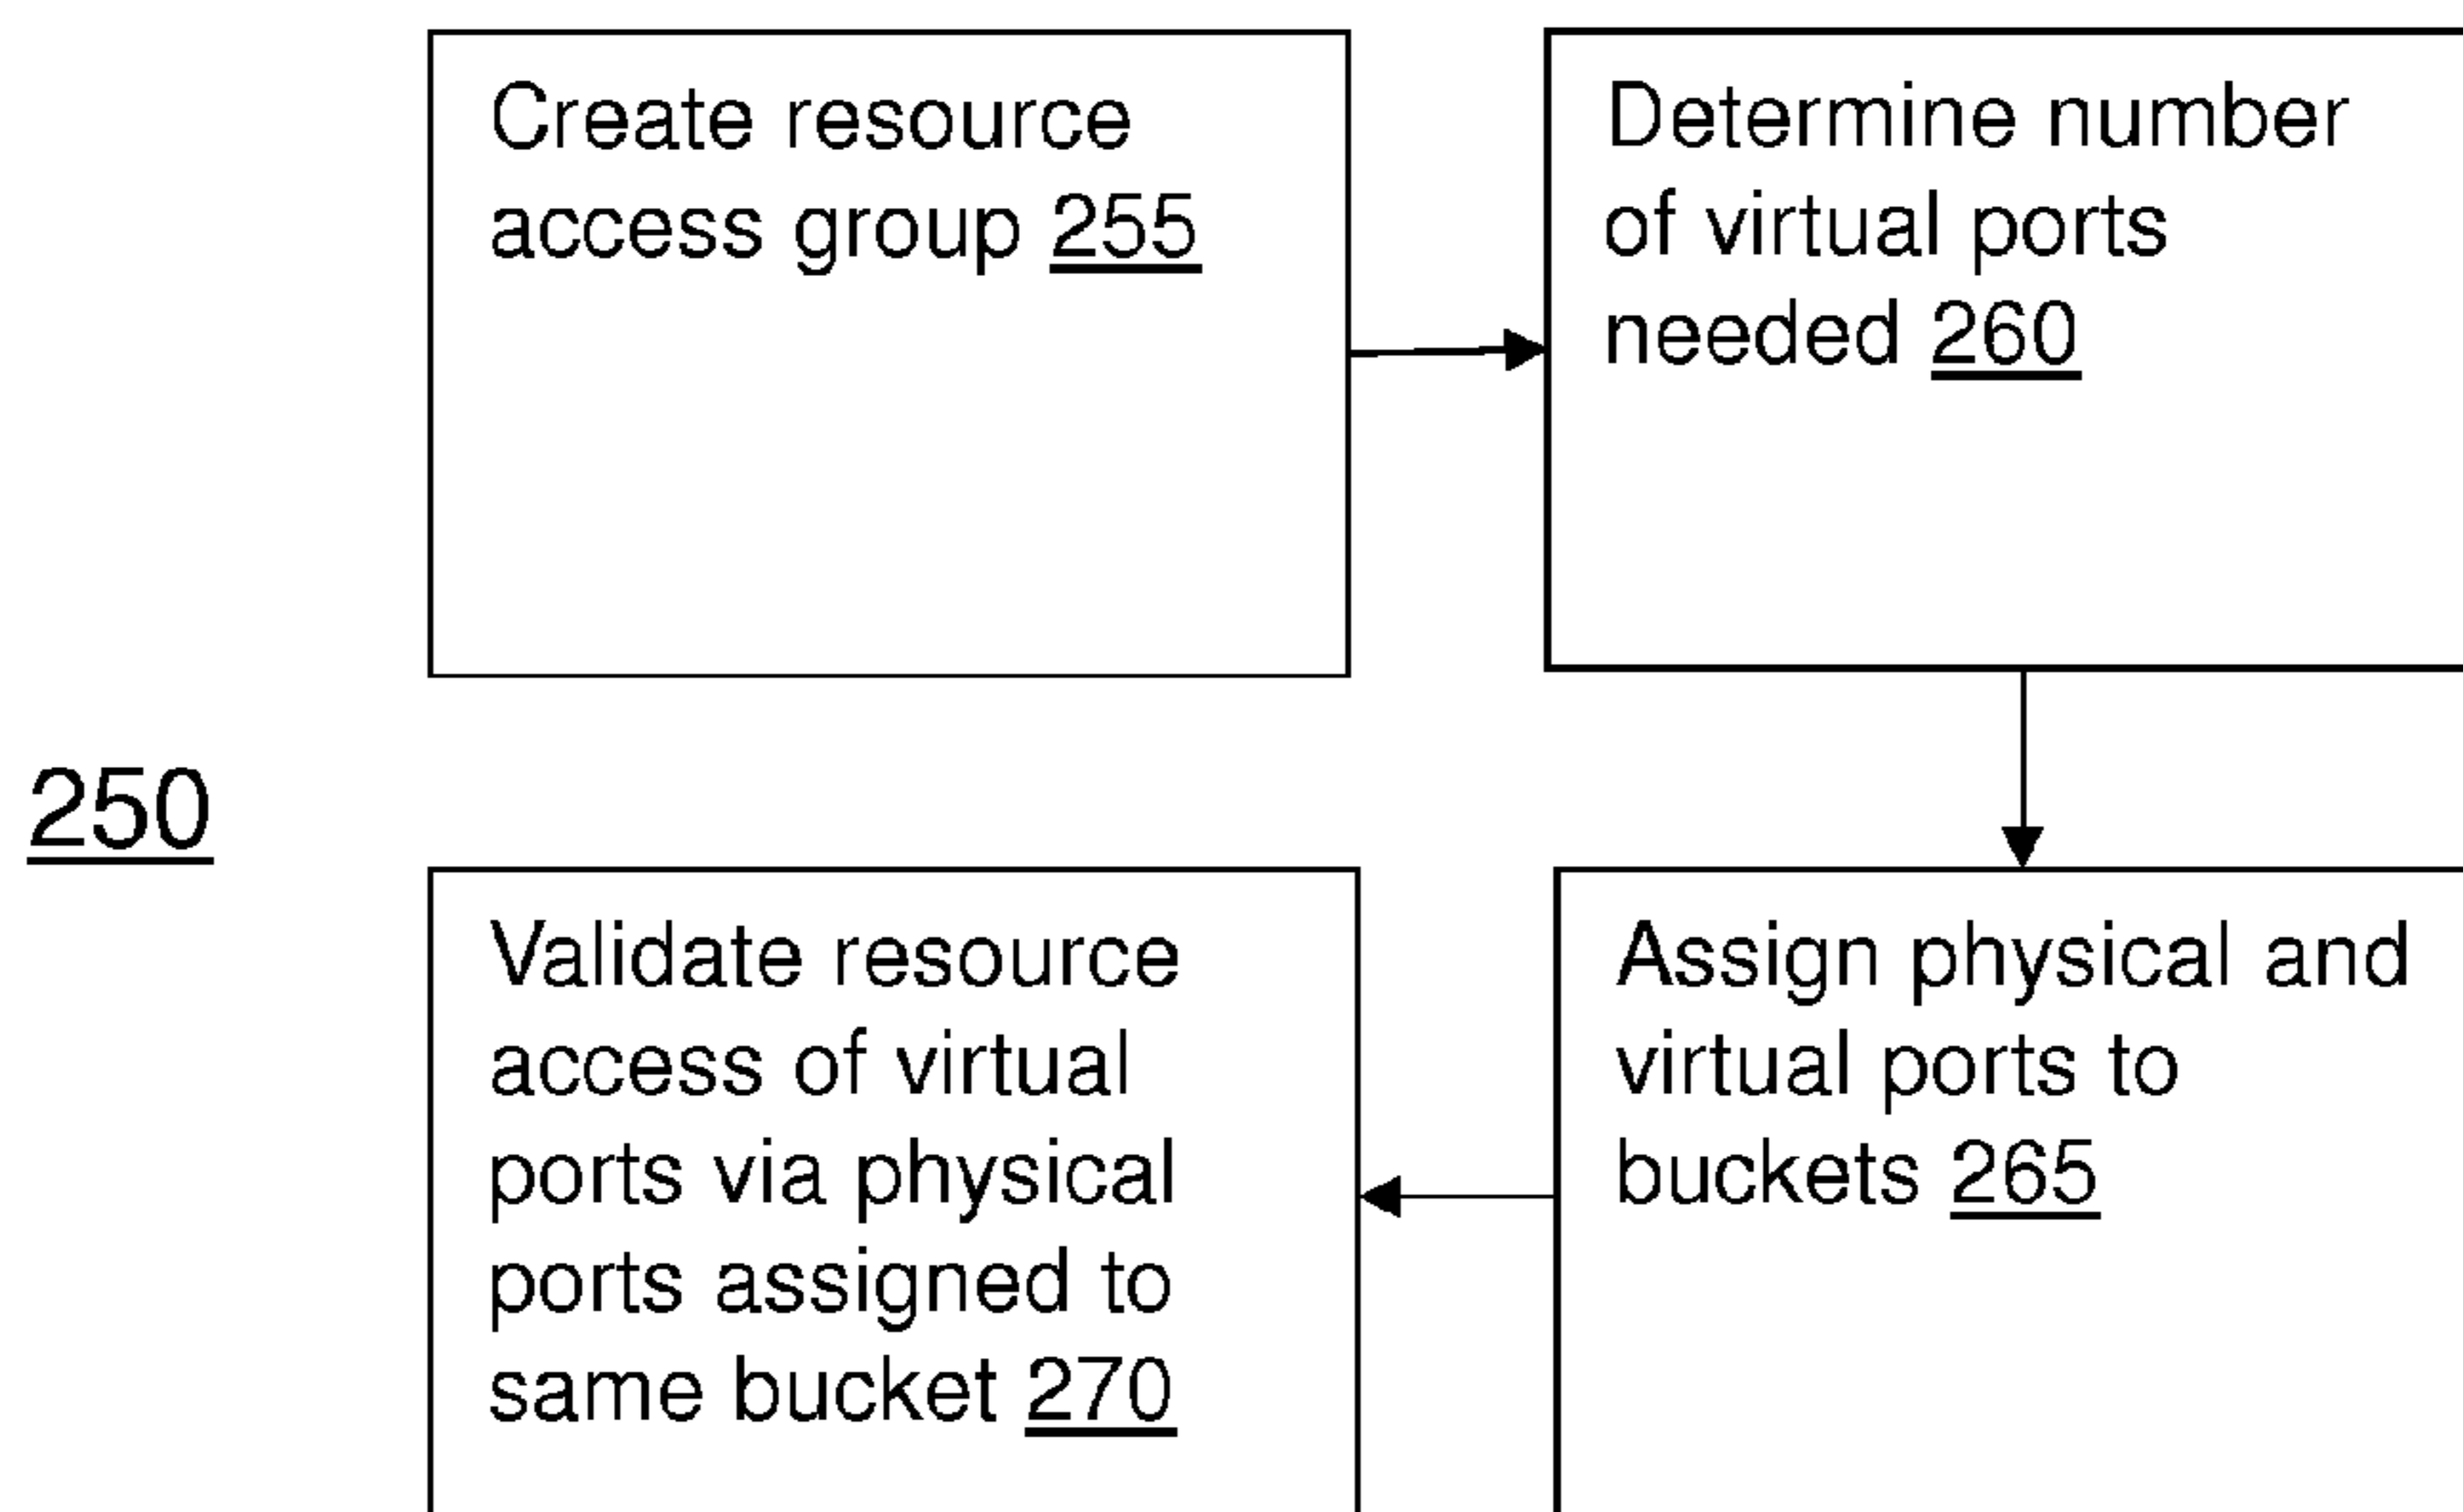 Create resource
access group 255
Determine number
of virtual ports
needed 260
250
Validate resource
access of virtual
ports via physical
ports assigned to
same bucket 270
Assign physical and
virtual ports to
buckets 265